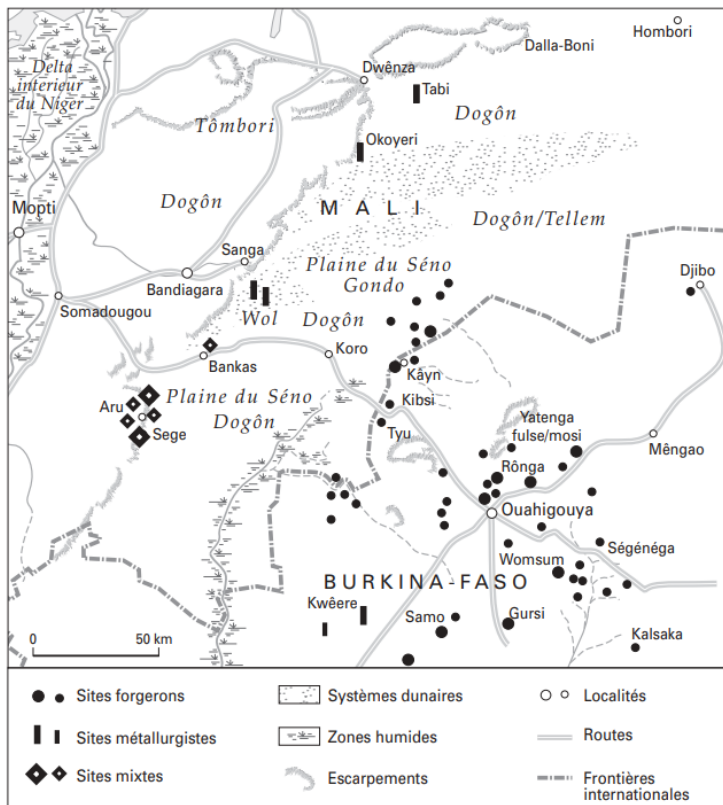 Hombori
Dalla-Boni
Delta
intérieur
du Niger
Dwênza
Tabi
Dogôn
Tômbori
Okoyeri
Dogôn
Mopti
MALI
Dogôn/Tellem
Sanga
Plaine du Séno
Gondo
Djibo
Bandiagara
Somadougou
Wol
Dogôn
Koro
Bankas
Kâyn
Kibsi
Aru
Plaine du Séno
Dogôn
Sege
Tyu
Yatenga
fulse/mosi
Mêngao
Rônga
Ouahigouya
Ségénéga
Womsum
BURKINA-FASO
Kwêere
Samo
Gursi
Kalsaka
0 50 km
Sites forgerons
Systèmes dunaires
Localités
Sites métallurgistes
Zones humides
Routes
Sites mixtes
Escarpements
Frontières
internationales